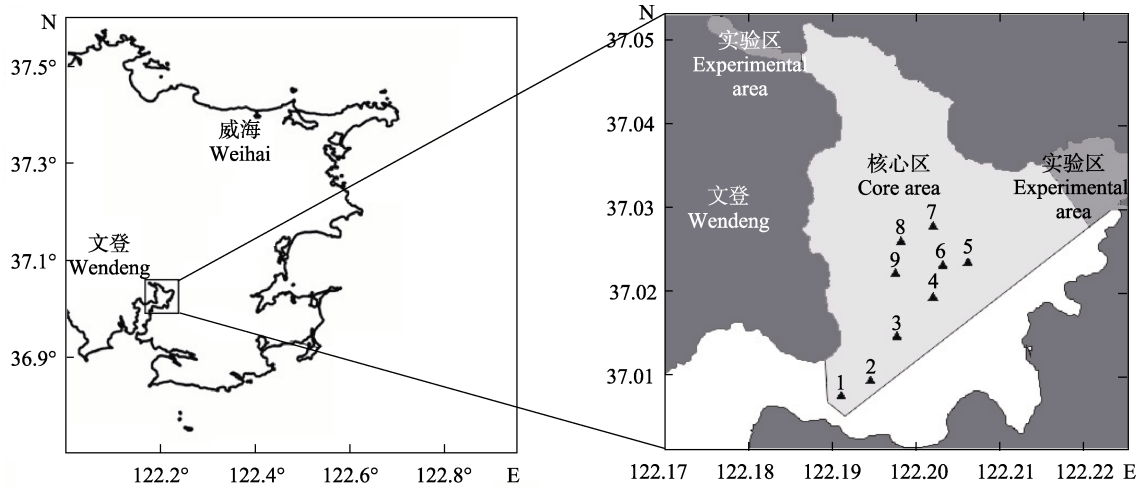 N
37.5°
37.3°
37.1°
36.9°
威海
Weihai
文登
Wendeng
122.2°
122.4°
122.6°
122.8°
E
N
37.05
37.04
37.03
37.02
37.01
实验区
Experimental
area
核心区
Core area
实验区
Experimental
area
文登
Wendeng
7
8
6
5
9
4
3
2
1
122.17
122.18
122.19
122.20
122.21
122.22
E